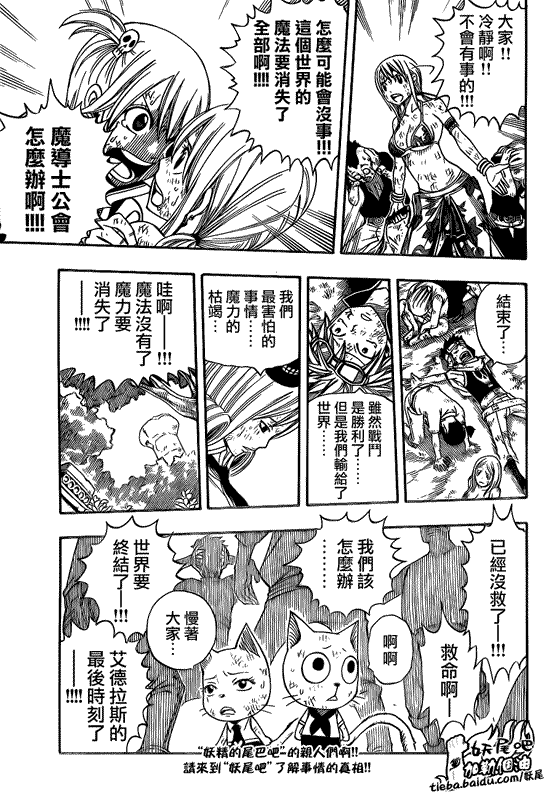 大家!!
冷靜啊!!
不會有事的!!!
怎麼可能會沒事!!!
這個世界的
魔法要消失了
全部啊!!!!
魔導士公會
怎麼辦啊!!!!
結束了…
雖然戰鬥
是勝利了…
但是我們輸給了
世界……
我們
最害怕的
事情……
魔力的
枯竭……
哇啊——!
魔法沒有了
魔力要
消失了
——!!!!
已經沒救了—!!!
救命啊—
我們該
怎麼辦
………
啊啊
世界要
終結了—!!!
慢著
大家…
艾德拉斯的
最後時刻了
——!!!!
“妖精的尾巴吧”的親人們啊!!
請來到“妖尾吧”了解事情的真相!!
妖尾吧
加油
tieba.baidu.com/妖尾